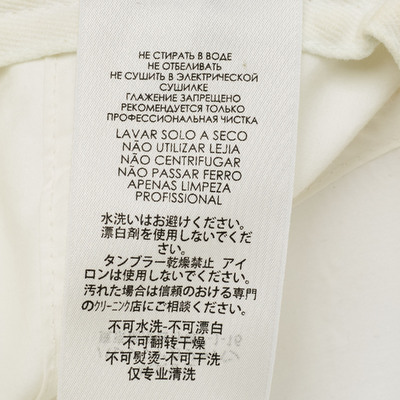 НЕ СТИРАТЬ В ВОДЕ
НЕ ОТБЕЛИВАТЬ
НЕ СУШИТЬ В ЭЛЕКТРИЧЕСКОЙ
СУШИЛКЕ
ГЛАЖЕНИЕ ЗАПРЕЩЕНО
РЕКОМЕНДУЕТСЯ ТОЛЬКО
ПРОФЕССИОНАЛЬНАЯ ЧИСТКА
LAVAR SOLO A SECO
NÃO UTILIZAR LEJIA
NÃO CENTRIFUGAR
NÃO PASSAR FERRO
APENAS LIMPEZA
PROFISSIONAL
水洗いはお避けください。
漂白剤を使用しないでくだ
さい。
タンブラー乾燥禁止 アイ
ロンは使用しないでください。
汚れた場合は信頼のおける専門
のクリーニング店にご相談ください。
不可水洗-不可漂白
不可翻转干燥
不可熨烫-不可干洗
仅专业清洗